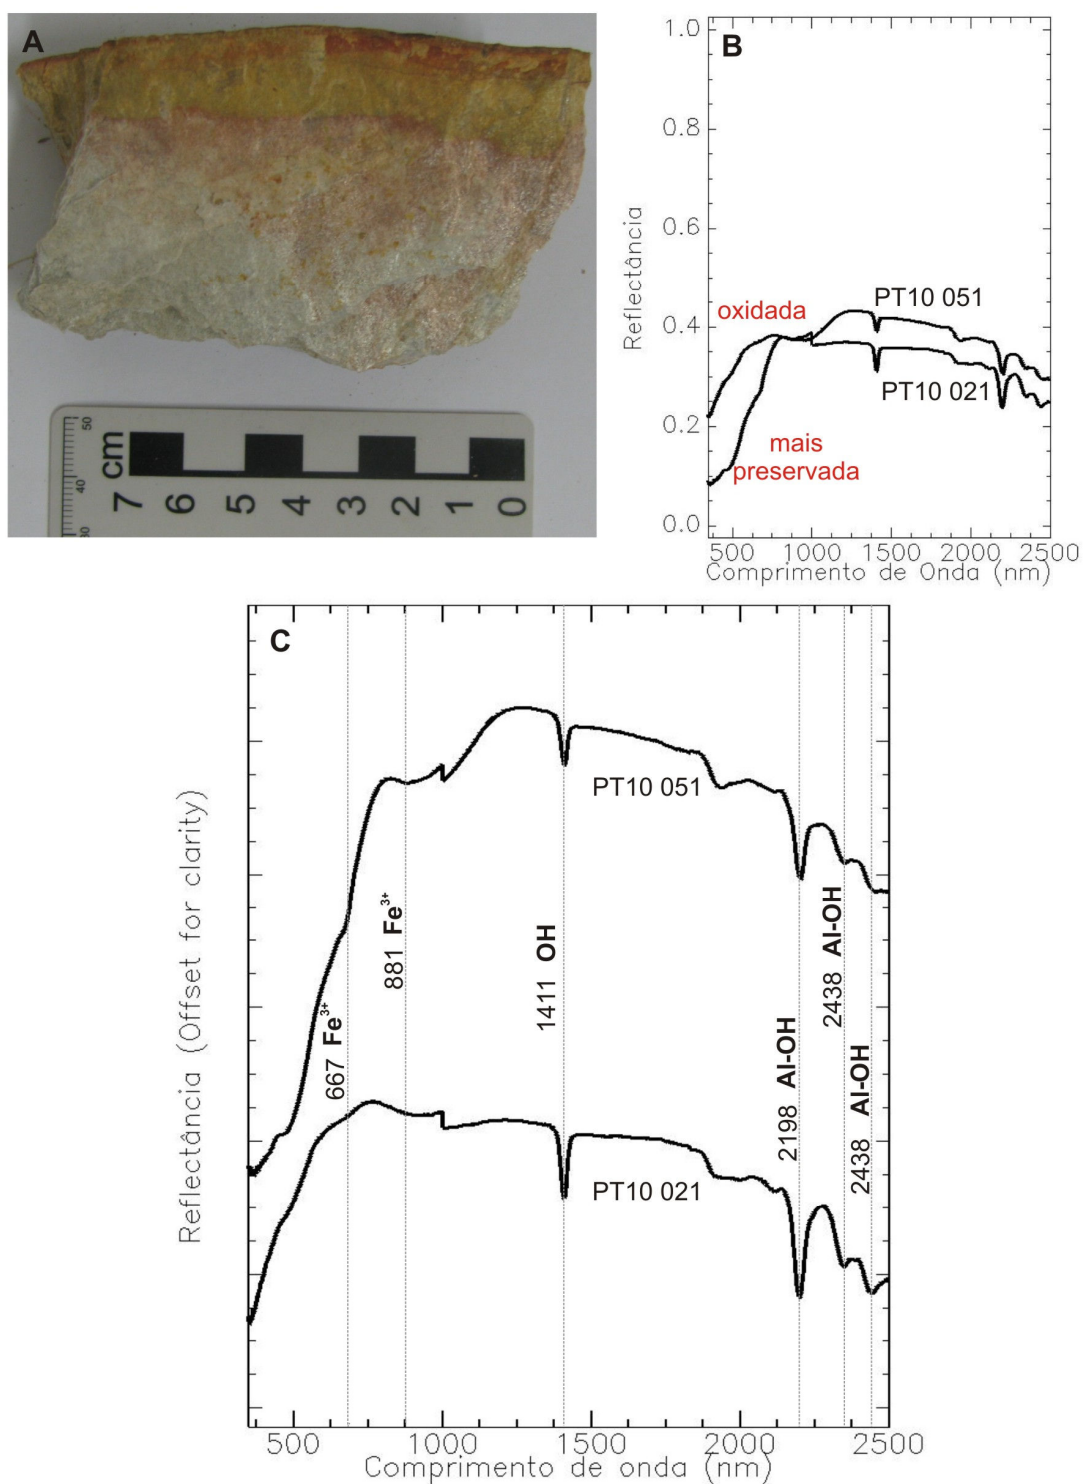 A
50
40
30
cm
7 6 5 4 3 2 1 0
B
1.0
0.8
0.6
0.4
0.2
0.0
Reflectância
oxidada
PT10 051
PT10 021
mais
preservada
500 1000 1500 2000 2500
Comprimento de Onda (nm)
C
Reflectância (Offset for clarity)
PT10 051
667 Fe3+
881 Fe3+
1411 OH
2198 Al-OH
2438 Al-OH
2438 Al-OH
PT10 021
500 1000 1500 2000 2500
Comprimento de onda (nm)